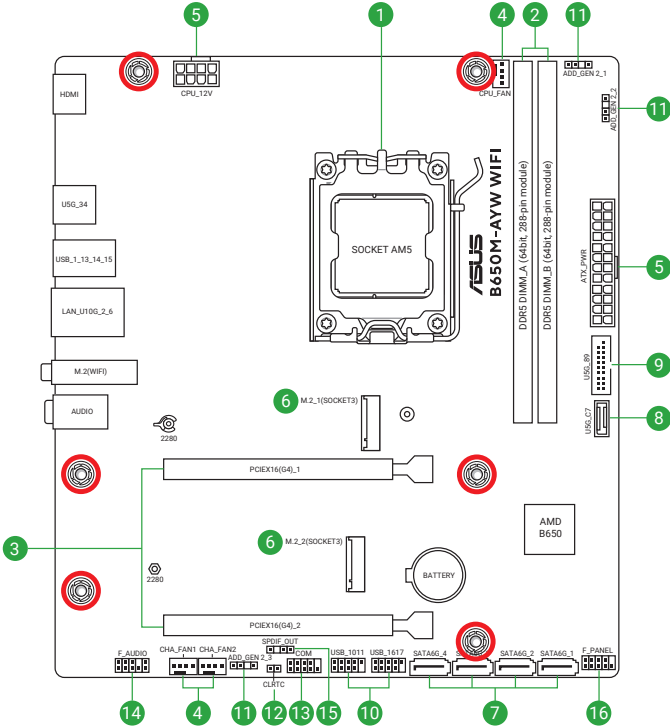 5
1
4
2
11
CPU_12V
CPU_FAN
ADD_GEN 2_1
HDMI
ADD_GEN 2_2
11
U5G_34
USB_1_13_14_15
LAN_U10G_2_6
M.2(WIFI)
AUDIO
SOCKET AM5
ASUS
B650M-AYW WIFI
DDR5 DIMM_A (64bit, 288-pin module)
DDR5 DIMM_B (64bit, 288-pin module)
ATX_PWR
5
U5G_89
9
U5G_C7
8
6
M.2_1(SOCKET3)
2280
PCIEX16(G4)_1
3
6
M.2_2(SOCKET3)
2280
AMD
B650
BATTERY
PCIEX16(G4)_2
F_AUDIO
CHA_FAN1
CHA_FAN2
ADD_GEN 2_3
SPDIF_OUT
CLRTC
COM
USB_1011
USB_1617
SATA6G_4
SATA6G_2
SATA6G_1
F_PANEL
14
4
11
12
13
15
10
7
16